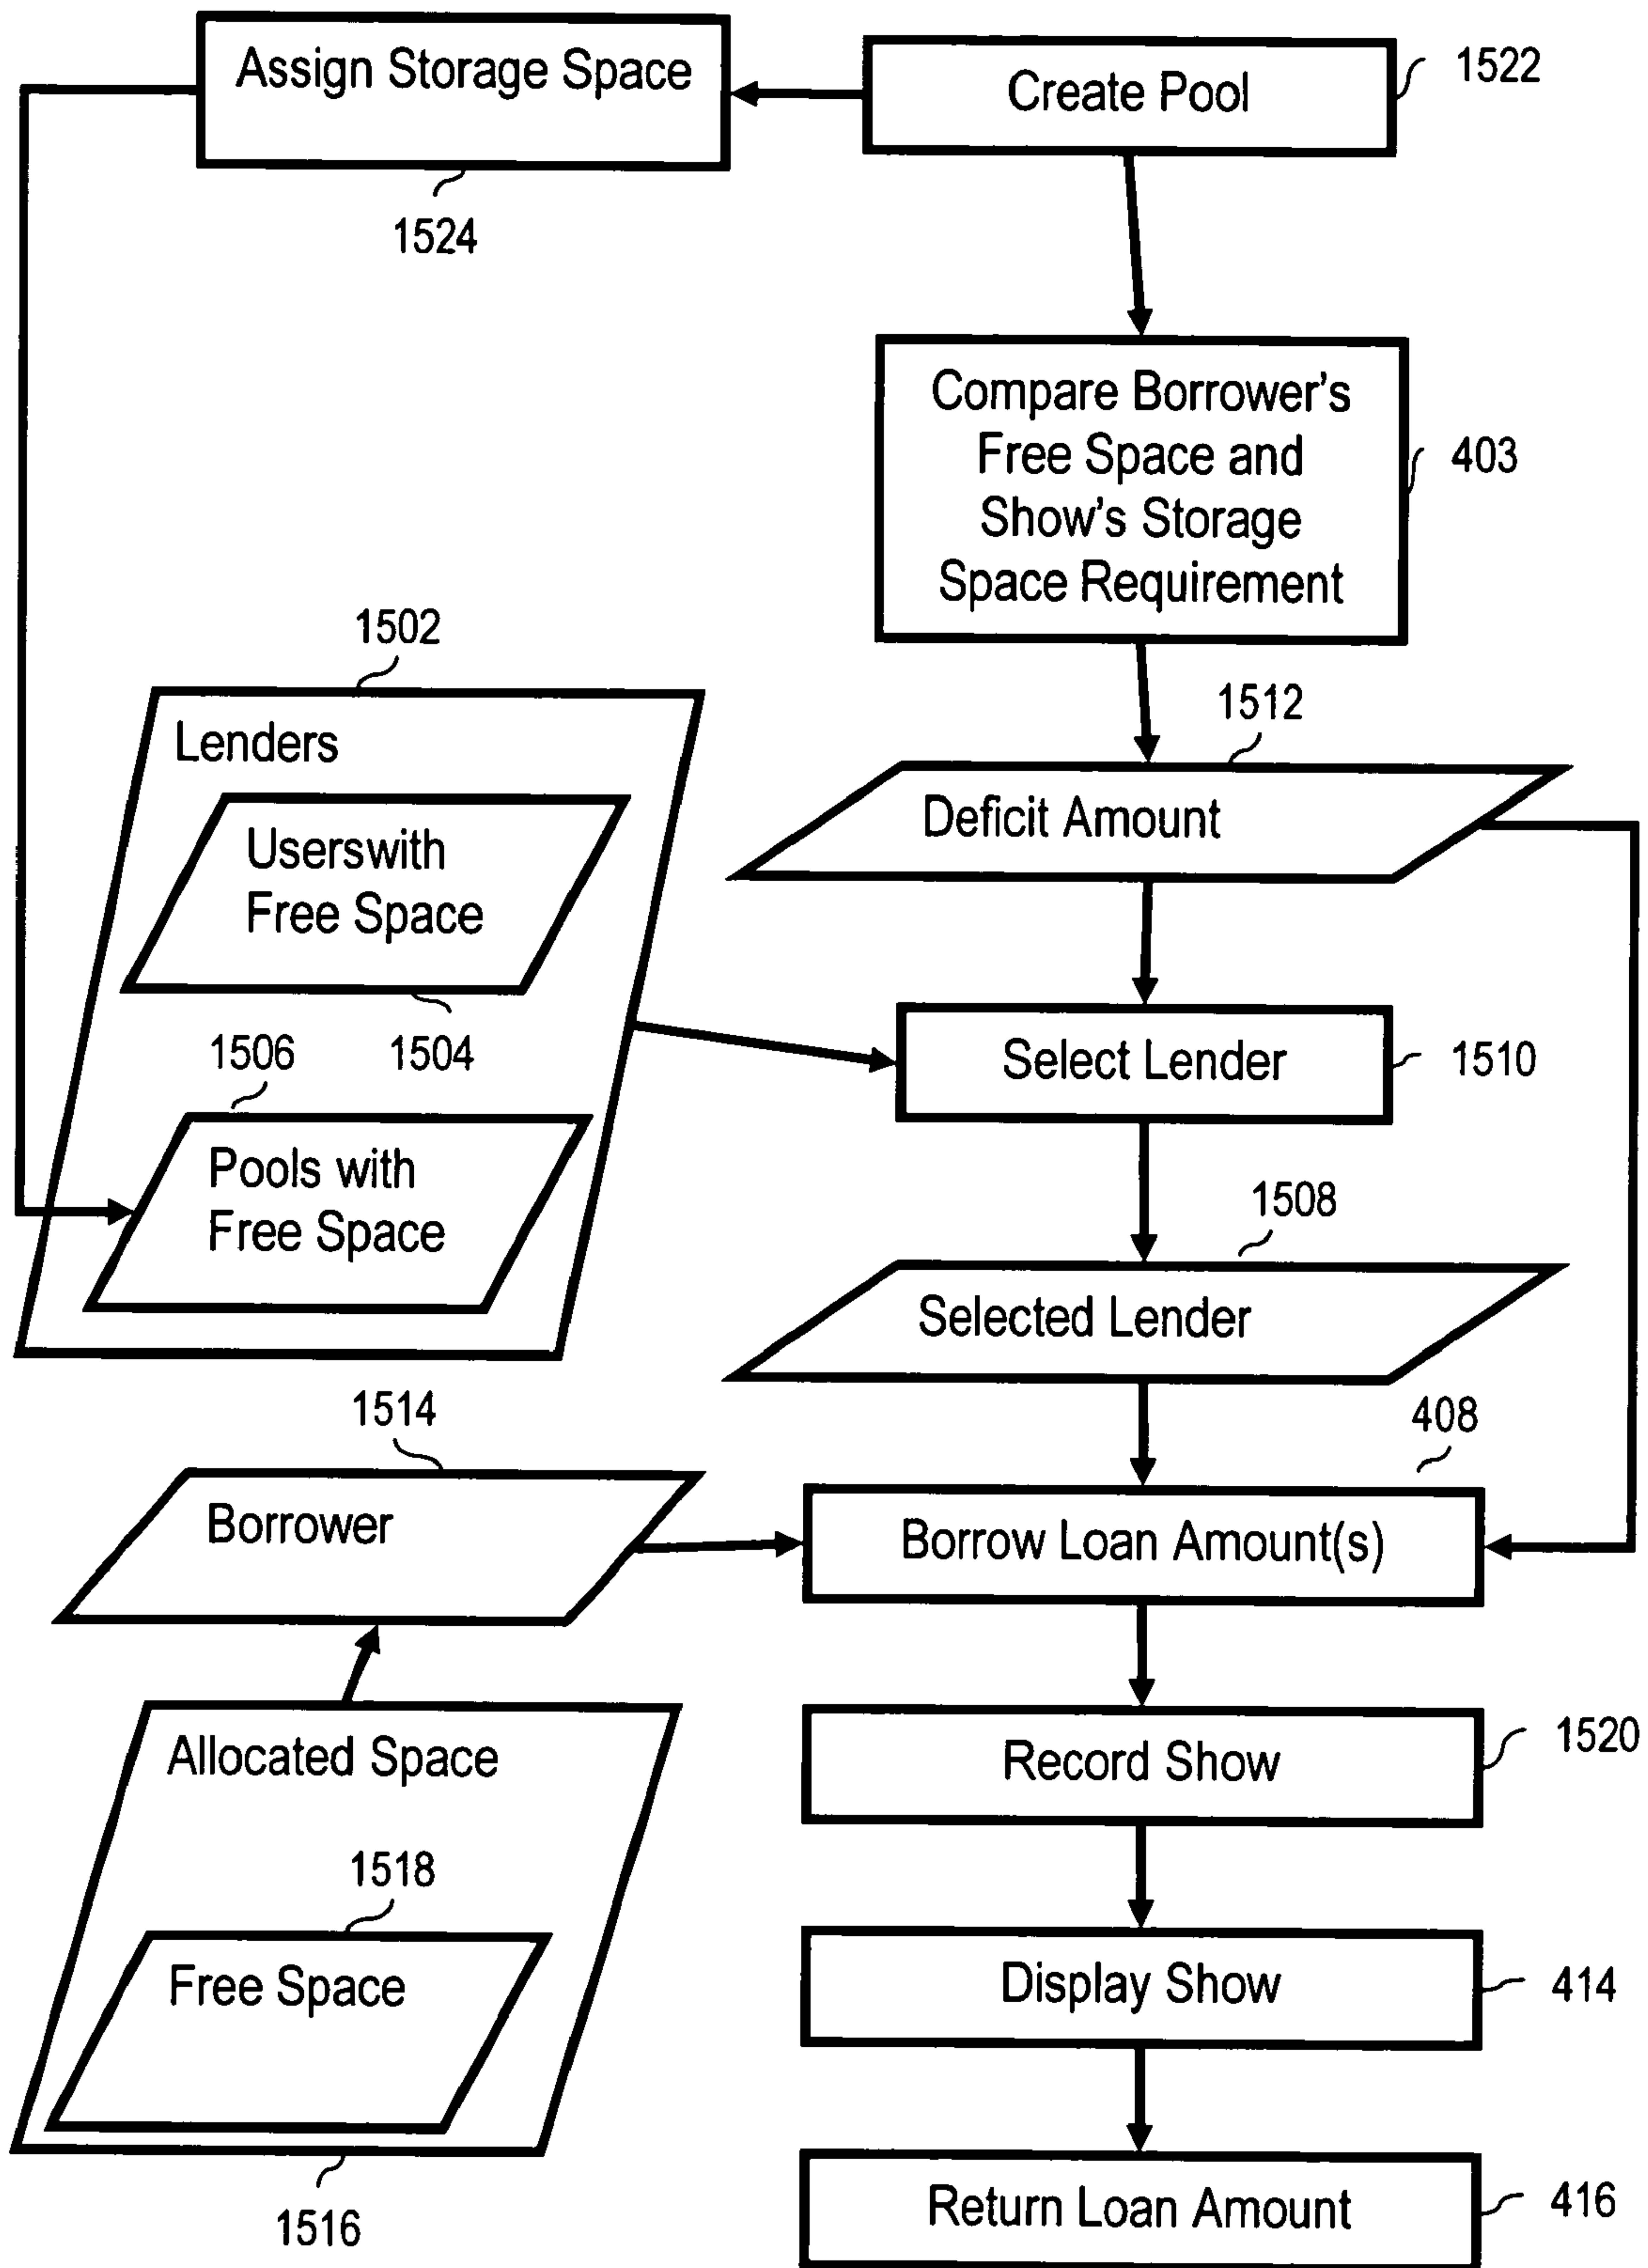 Assign Storage Space
1524
Create Pool
1522
Compare Borrower's
Free Space and
Show's Storage
Space Requirement
403
1502
Lenders
Userswith
Free Space
1504
1506
Pools with
Free Space
1512
Deficit Amount
Select Lender
1510
1508
Selected Lender
1514
Borrower
408
Borrow Loan Amount(s)
Allocated Space
1518
Free Space
1516
Record Show
1520
Display Show
414
Return Loan Amount
416